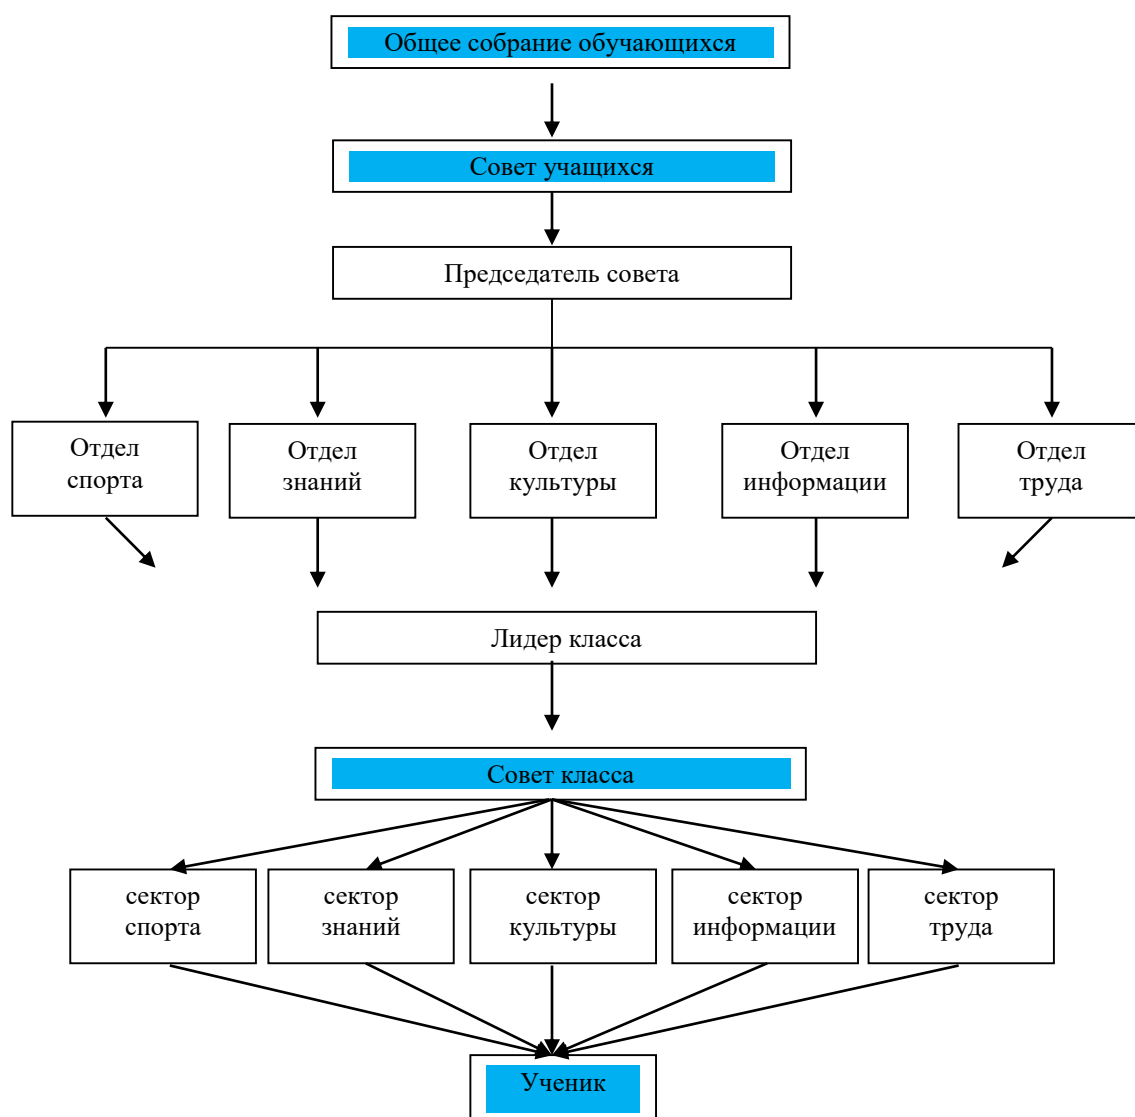 Общее собрание обучающихся
Совет учащихся
Председатель совета
Отдел
спорта
Отдел
знаний
Отдел
культуры
Отдел
информации
Отдел
труда
Лидер класса
Совет класса
сектор
спорта
сектор
знаний
сектор
культуры
сектор
информации
сектор
труда
Ученик